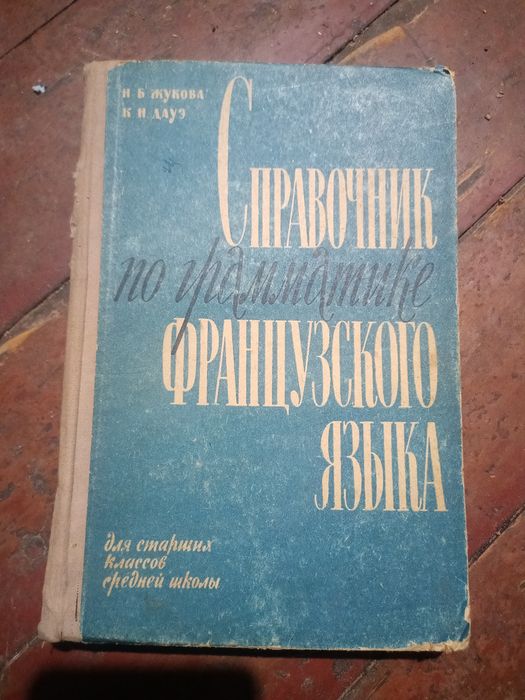 Н Б ЖУКОВА
К И ДАУЭ
СПРАВОЧНИК
по грамматике
ФРАНЦУЗСКОГО
ЯЗЫКА
для старших
классов
средней школы